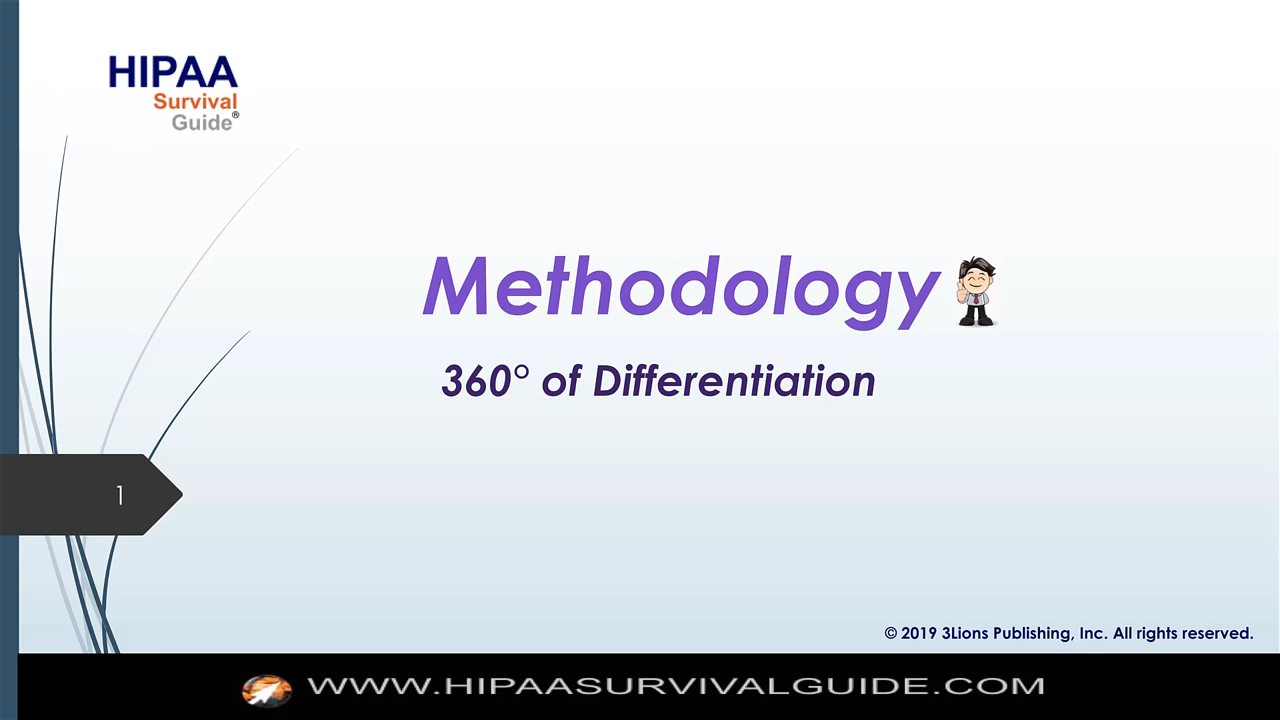 HIPAA
Survival
Guide®
Methodology
360° of Differentiation
1
© 2019 3Lions Publishing, Inc. All rights reserved.
WWW.HIPAASURVIVALGUIDE.COM